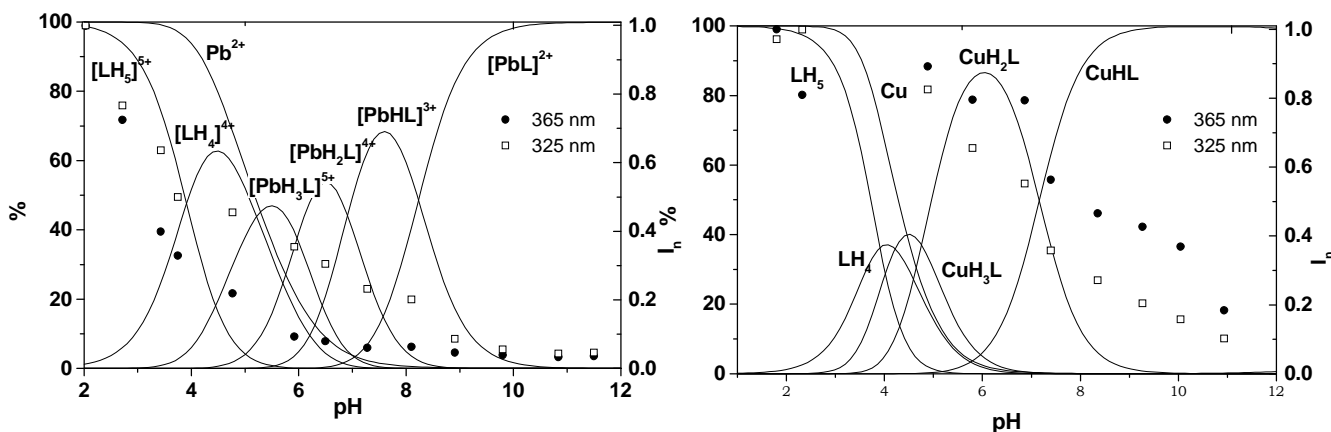 100
80
60
40
20
0
%
2
4
6
8
10
12
pH
1.0
0.8
0.6
0.4
0.2
0.0
I_n
[LH₅]⁵⁺
Pb²⁺
[LH₄]⁴⁺
[PbH₃L]⁵⁺
[PbH₂L]⁴⁺
[PbHL]³⁺
[PbL]²⁺
365 nm
325 nm
100
80
60
40
20
0
%
2
4
6
8
10
12
pH
1.0
0.8
0.6
0.4
0.2
0.0
I_n
LH₅
Cu
CuH₂L
CuHL
LH₄
CuH₃L
365 nm
325 nm